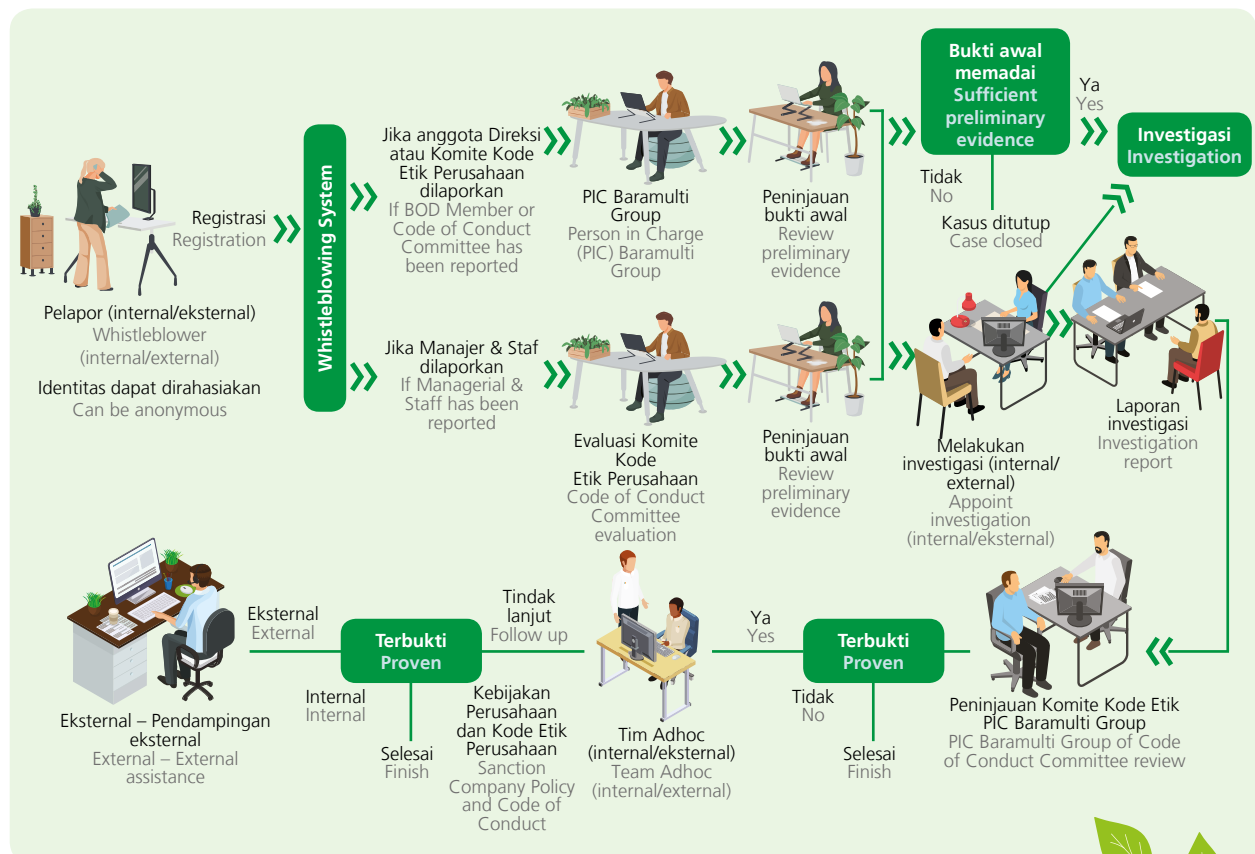 Registrasi
Registration
Pelapor (internal/eksternal)
Whistleblower
(internal/external)
Identitas dapat dirahasiakan
Can be anonymous
Whistleblowing System
Jika anggota Direksi
atau Komite Kode
Etik Perusahaan
dilaporkan
If BOD Member or
Code of Conduct
Committee has
been reported
PIC Baramulti
Group
Person in Charge
(PIC) Baramulti
Group
Peninjauan
bukti awal
Review
preliminary
evidence
Bukti awal
memadai
Sufficient
preliminary
evidence
Ya
Yes
Investigasi
Investigation
Tidak
No
Kasus ditutup
Case closed
Jika Manajer & Staf
dilaporkan
If Managerial &
Staff has been
reported
Evaluasi Komite
Kode
Etik Perusahaan
Code of Conduct
Committee
evaluation
Peninjauan
bukti awal
Review
preliminary
evidence
Melakukan
investigasi (internal/
external)
Appoint
investigation
(internal/eksternal)
Laporan
investigasi
Investigation
report
Peninjauan Komite Kode Etik
PIC Baramulti Group
PIC Baramulti Group of Code
of Conduct Committee review
Terbukti
Proven
Ya
Yes
Tidak
No
Selesai
Finish
Tim Adhoc
(internal/eksternal)
Team Adhoc
(internal/external)
Tindak
lanjut
Follow up
Kebijakan
Perusahaan
dan Kode Etik
Perusahaan
Sanction
Company Policy
and Code of
Conduct
Terbukti
Proven
Eksternal
External
Internal
Internal
Selesai
Finish
Eksternal – Pendampingan
eksternal
External – External
assistance